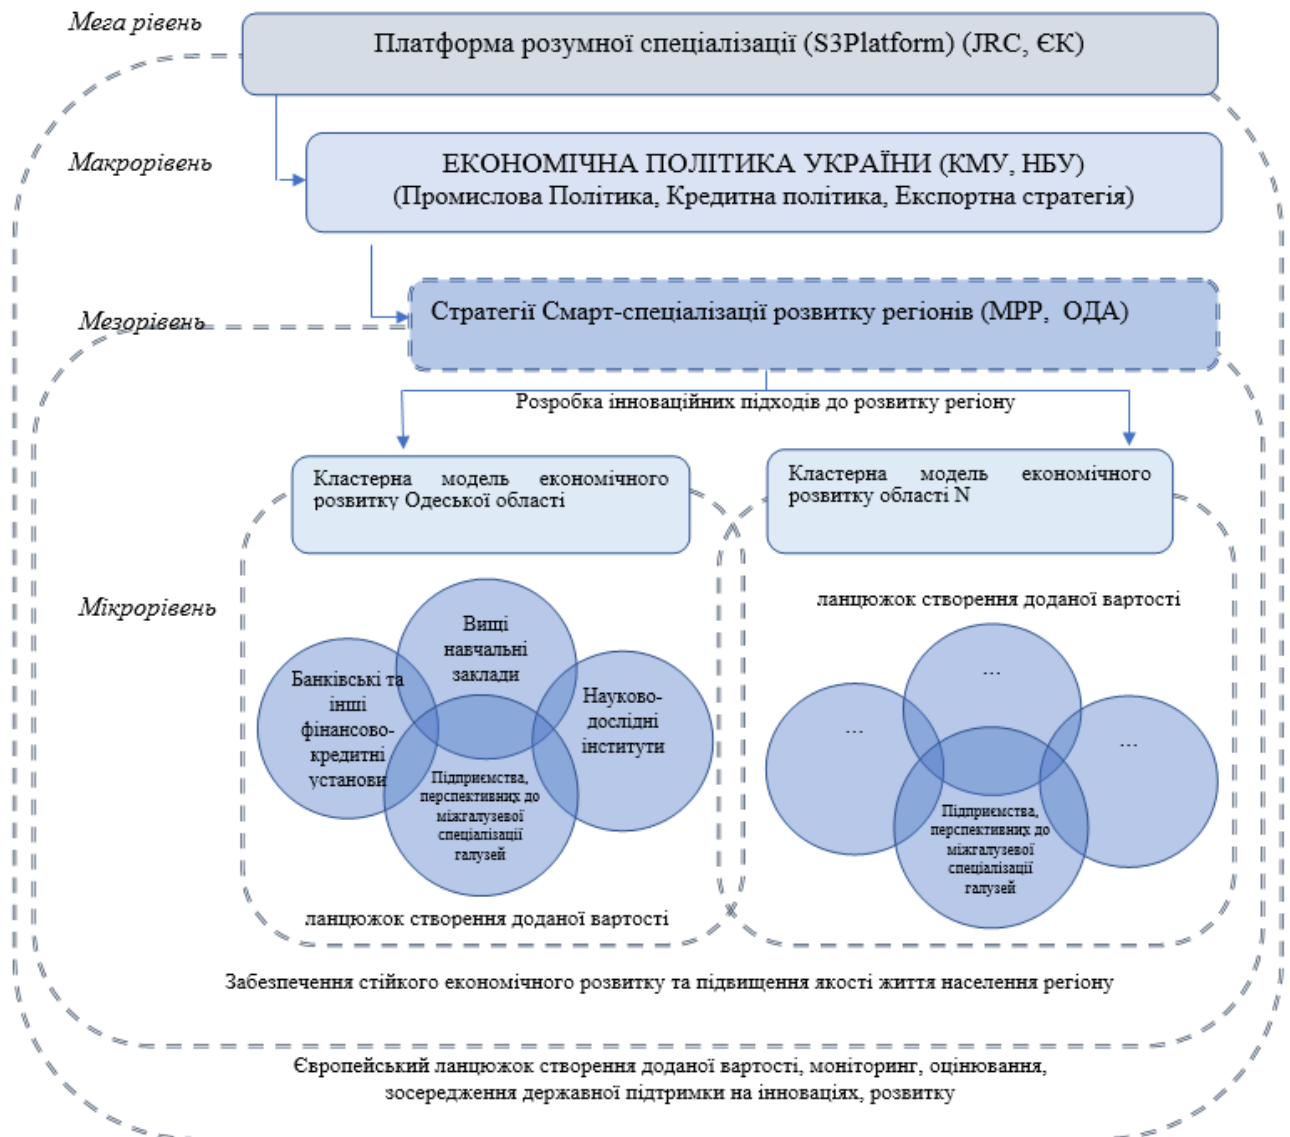 Мега рівень
Платформа розумної спеціалізації (S3Platform) (JRC, ЄК)
Макрорівень
ЕКОНОМІЧНА ПОЛІТИКА УКРАЇНИ (КМУ, НБУ)
(Промислова Політика, Кредитна політика, Експортна стратегія)
Мезорівень
Стратегії Смарт-спеціалізації розвитку регіонів (МРР, ОДА)
Розробка інноваційних підходів до розвитку регіону
Кластерна модель економічного
розвитку Одеської області
Кластерна модель економічного
розвитку області N
Мікрорівень
Вищі
навчальні
заклади
Банківські та
інші
фінансово-
кредитні
установи
Науково-
дослідні
інститути
Підприємства,
перспективних до
міжгалузевої
спеціалізації
галузей
ланцюжок створення доданої вартості
ланцюжок створення доданої вартості
...
...
...
Підприємства,
перспективних до
міжгалузевої
спеціалізації
галузей
Забезпечення стійкого економічного розвитку та підвищення якості життя населення регіону
Європейський ланцюжок створення доданої вартості, моніторинг, оцінювання,
зосередження державної підтримки на інноваціях, розвитку